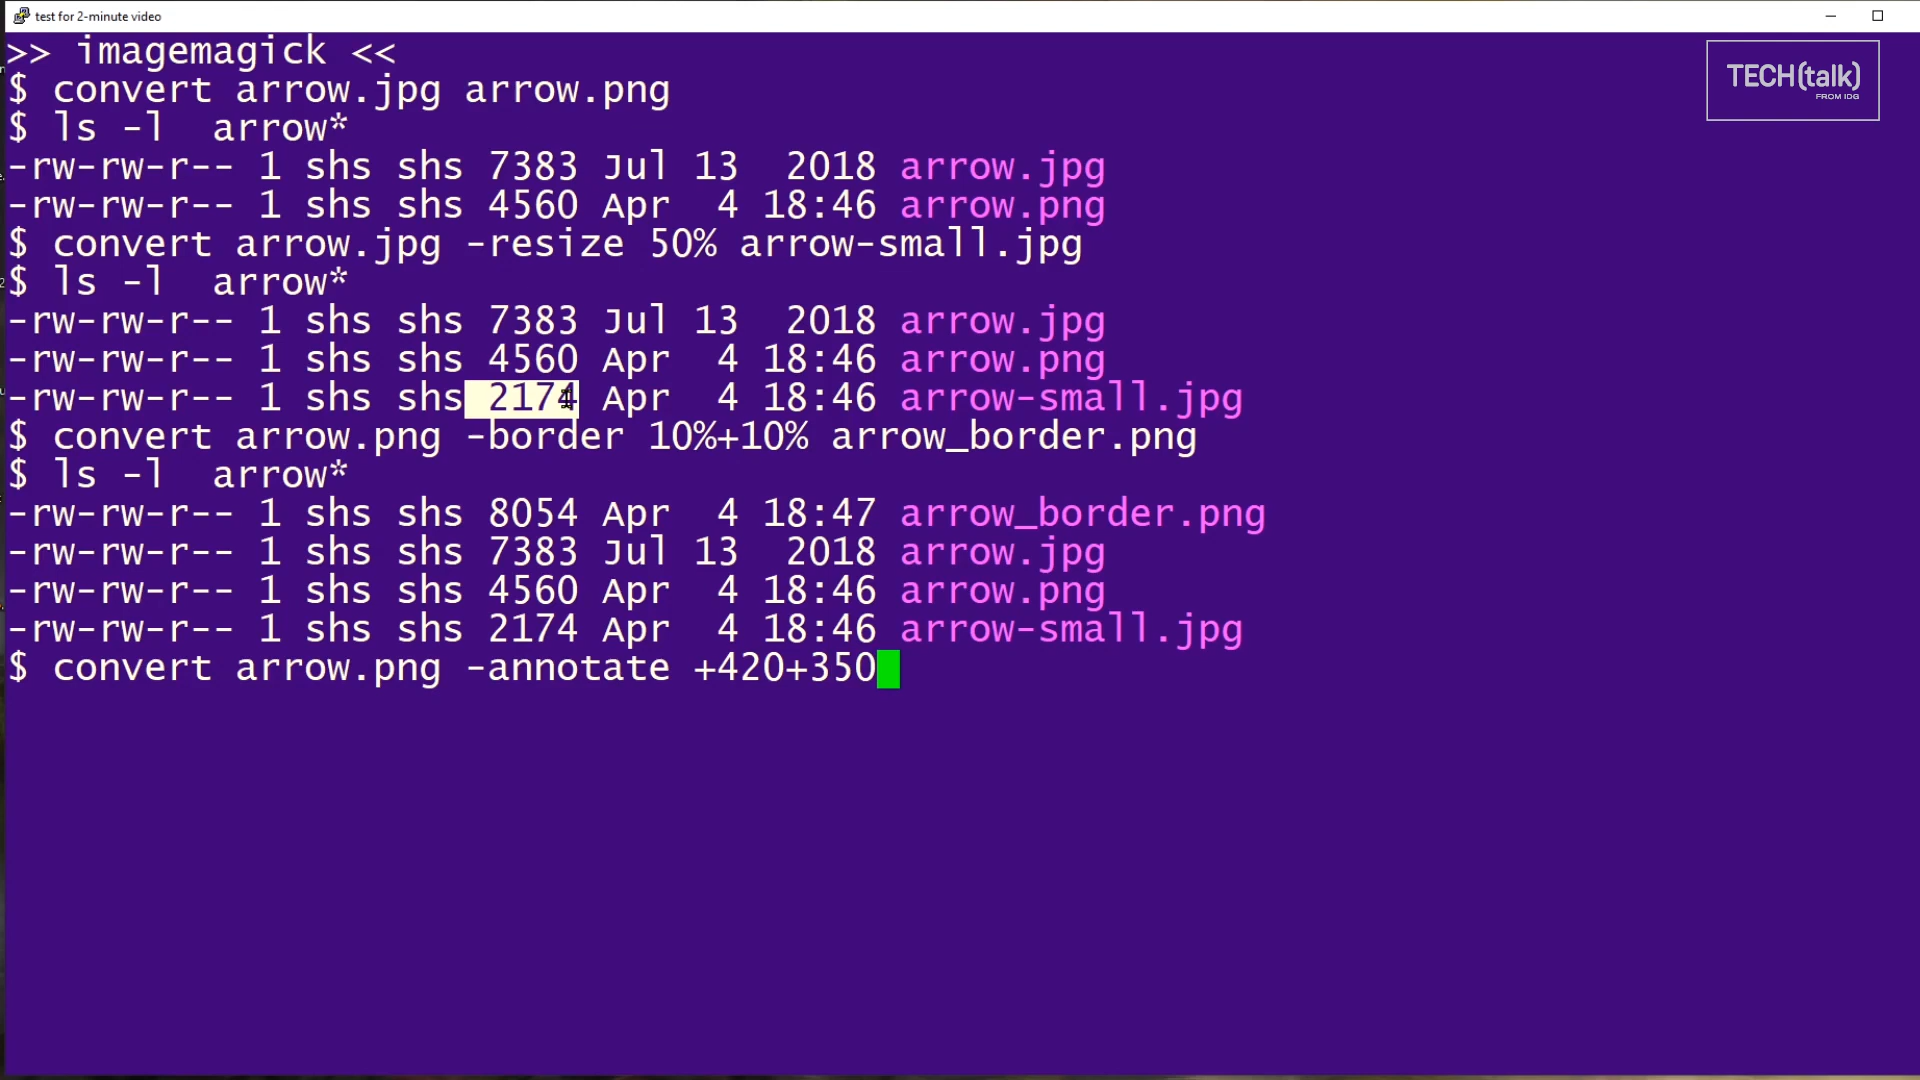 test for 2-minute video
>> imagemagick <<
$ convert arrow.jpg arrow.png
$ ls -l  arrow*
-rw-rw-r-- 1 shs shs 7383 Jul 13  2018 arrow.jpg
-rw-rw-r-- 1 shs shs 4560 Apr  4 18:46 arrow.png
$ convert arrow.jpg -resize 50% arrow-small.jpg
$ ls -l  arrow*
-rw-rw-r-- 1 shs shs 7383 Jul 13  2018 arrow.jpg
-rw-rw-r-- 1 shs shs 4560 Apr  4 18:46 arrow.png
-rw-rw-r-- 1 shs shs 2174 Apr  4 18:46 arrow-small.jpg
$ convert arrow.png -border 10%+10% arrow_border.png
$ ls -l  arrow*
-rw-rw-r-- 1 shs shs 8054 Apr  4 18:47 arrow_border.png
-rw-rw-r-- 1 shs shs 7383 Jul 13  2018 arrow.jpg
-rw-rw-r-- 1 shs shs 4560 Apr  4 18:46 arrow.png
-rw-rw-r-- 1 shs shs 2174 Apr  4 18:46 arrow-small.jpg
$ convert arrow.png -annotate +420+350
TECH(talk)
FROM IDG